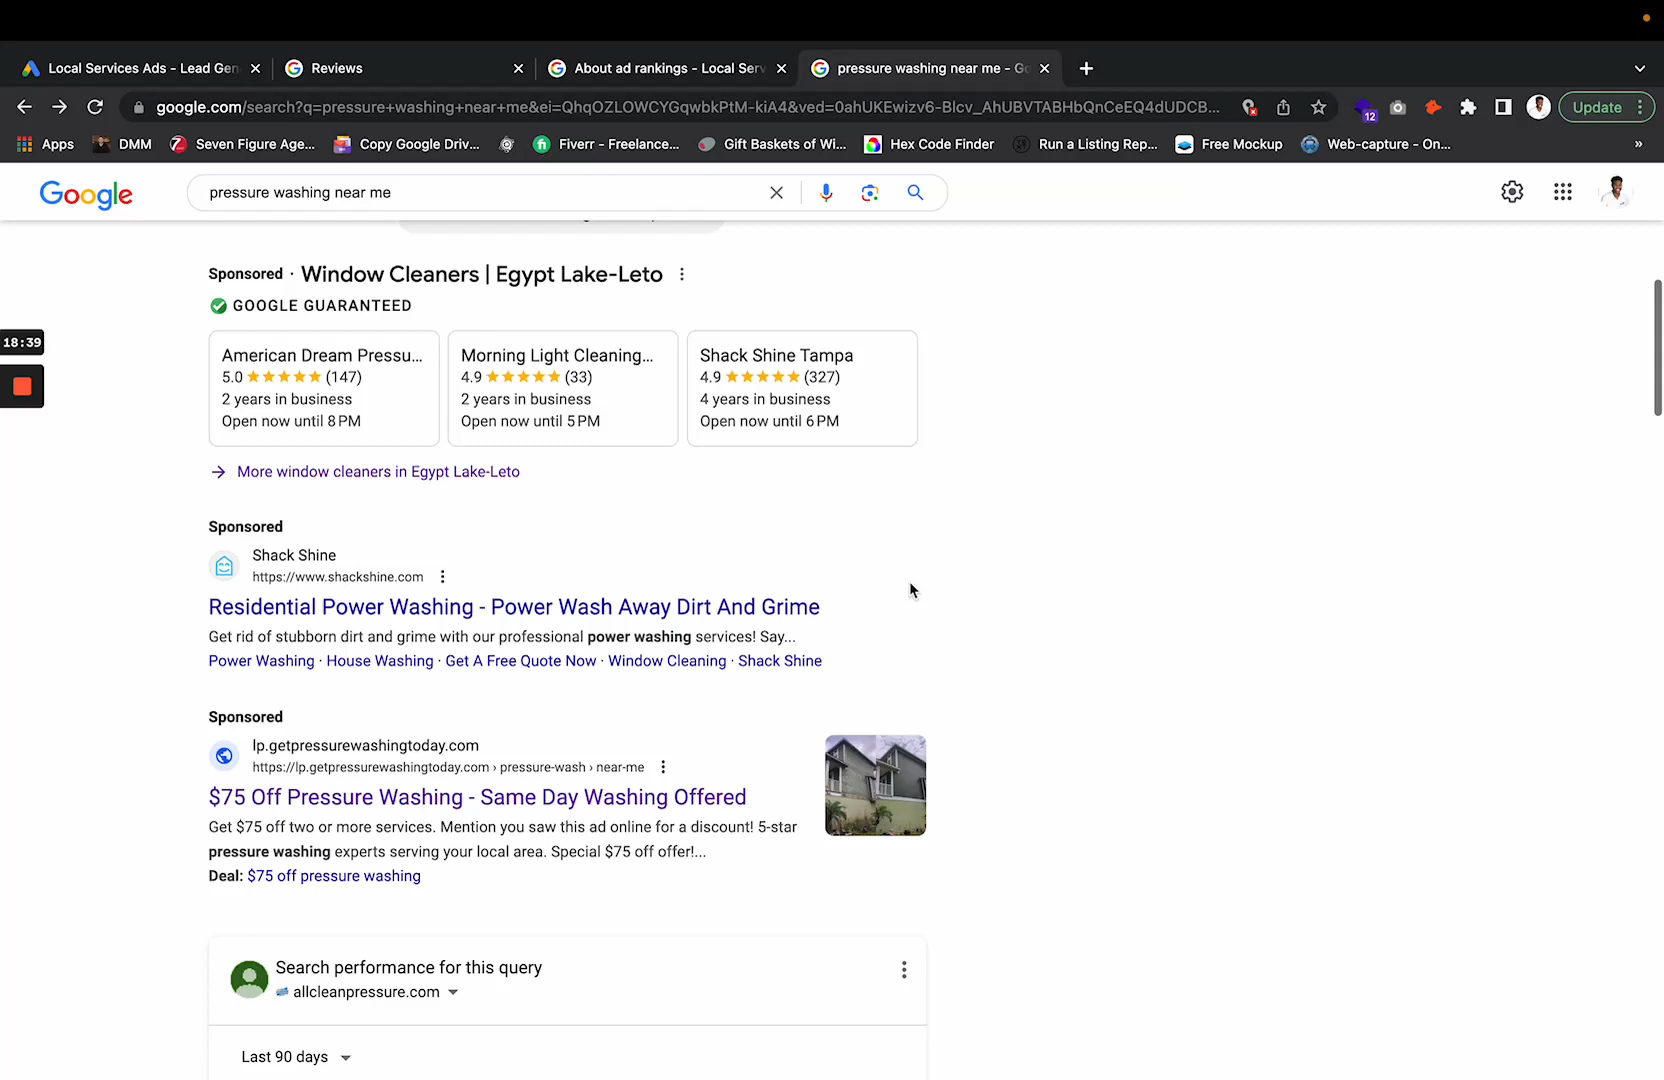 Local Services Ads - Lead Gen
Reviews
About ad rankings - Local Serv
pressure washing near me - Go
google.com/search?q=pressure+washing+near+me&ei=QhqOZLOWCYGqwbkPtM-kiA4&ved=0ahUKEwizv6-Blcv_AhUBVTABHbQnCeEQ4dUDCB...
12
Update
Apps
DMM
Seven Figure Age...
Copy Google Driv...
Fiverr - Freelance...
Gift Baskets of Wi...
Hex Code Finder
Run a Listing Rep...
Free Mockup
Web-capture - On...
»
Google
pressure washing near me
Sponsored · Window Cleaners | Egypt Lake-Leto
GOOGLE GUARANTEED
18:39
American Dream Pressu...
5.0 ★★★★★ (147)
2 years in business
Open now until 8 PM
Morning Light Cleaning...
4.9 ★★★★★ (33)
2 years in business
Open now until 5 PM
Shack Shine Tampa
4.9 ★★★★★ (327)
4 years in business
Open now until 6 PM
→ More window cleaners in Egypt Lake-Leto
Sponsored
Shack Shine
https://www.shackshine.com
Residential Power Washing - Power Wash Away Dirt And Grime
Get rid of stubborn dirt and grime with our professional power washing services! Say...
Power Washing · House Washing · Get A Free Quote Now · Window Cleaning · Shack Shine
Sponsored
lp.getpressurewashingtoday.com
https://lp.getpressurewashingtoday.com › pressure-wash › near-me
$75 Off Pressure Washing - Same Day Washing Offered
Get $75 off two or more services. Mention you saw this ad online for a discount! 5-star
pressure washing experts serving your local area. Special $75 off offer!...
Deal: $75 off pressure washing
Search performance for this query
allcleanpressure.com
Last 90 days